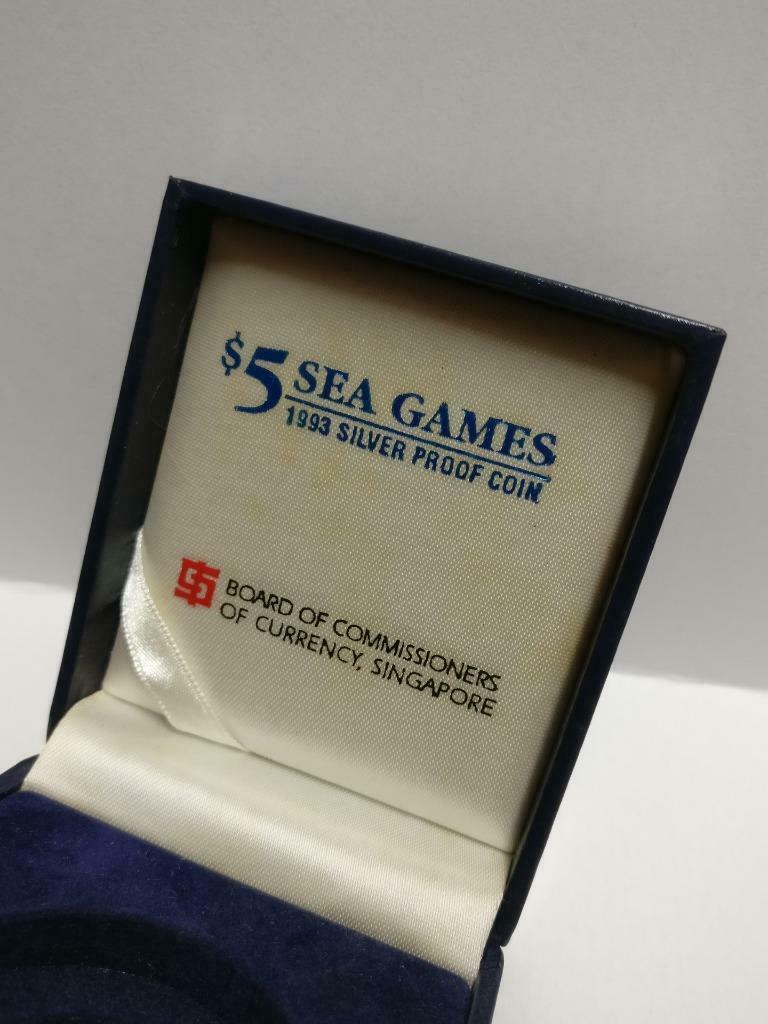 $5 SEA GAMES
1993 SILVER PROOF COIN
BOARD OF COMMISSIONERS
OF CURRENCY, SINGAPORE